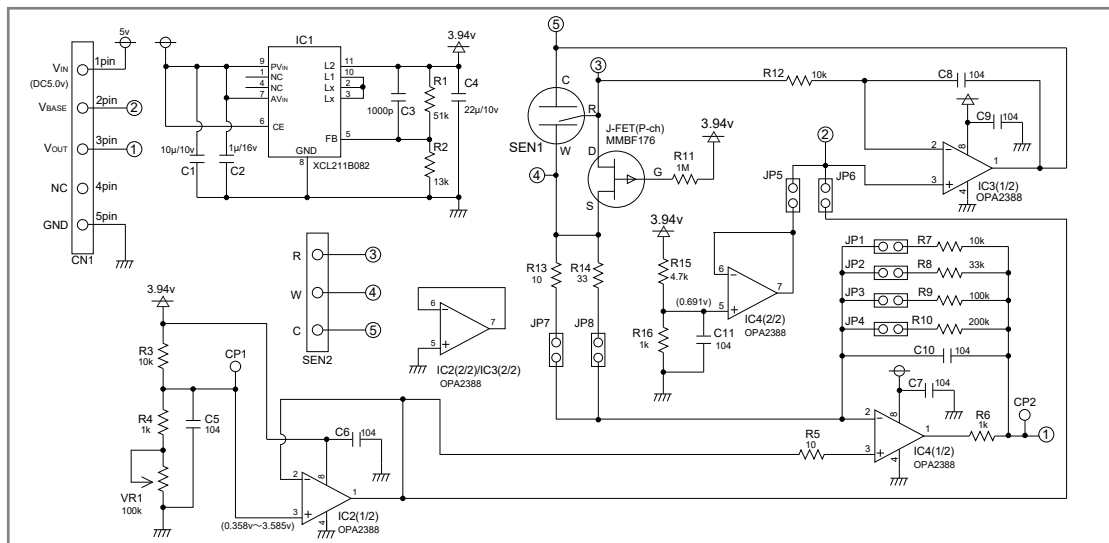 5v
VIN
1pin
(DC5.0v)
VBASE
2pin
②
VOUT
3pin
①
NC
4pin
GND
5pin
CN1
IC1
9
PVIN
1
NC
4
NC
7
AVIN
6
CE
GND
8
XCL211B082
L2
11
L1
10
Lx
2
Lx
3
FB
5
10μ/10v
C1
1μ/16v
C2
1000p
C3
R1
51k
R2
13k
3.94v
C4
22μ/10v
R
③
W
④
C
⑤
SEN2
6
5
7
IC2(2/2)/IC3(2/2)
OPA2388
3.94v
R3
10k
CP1
R4
1k
C5
104
VR1
100k
(0.358v～3.585v)
C6
104
2
3
8
1
4
IC2(1/2)
OPA2388
⑤
C
R
W
SEN1
③
④
J-FET(P-ch)
MMBF176
D
G
S
R11
1M
3.94v
R12
10k
C8
104
C9
104
2
3
8
1
4
IC3(1/2)
OPA2388
②
JP5
JP6
3.94v
R15
4.7k
(0.691v)
R16
1k
C11
104
6
5
7
IC4(2/2)
OPA2388
R13
10
R14
33
JP7
JP8
JP1
R7
10k
JP2
R8
33k
JP3
R9
100k
JP4
R10
200k
C10
104
C7
104
R5
10
2
3
8
1
4
IC4(1/2)
OPA2388
R6
1k
CP2
①